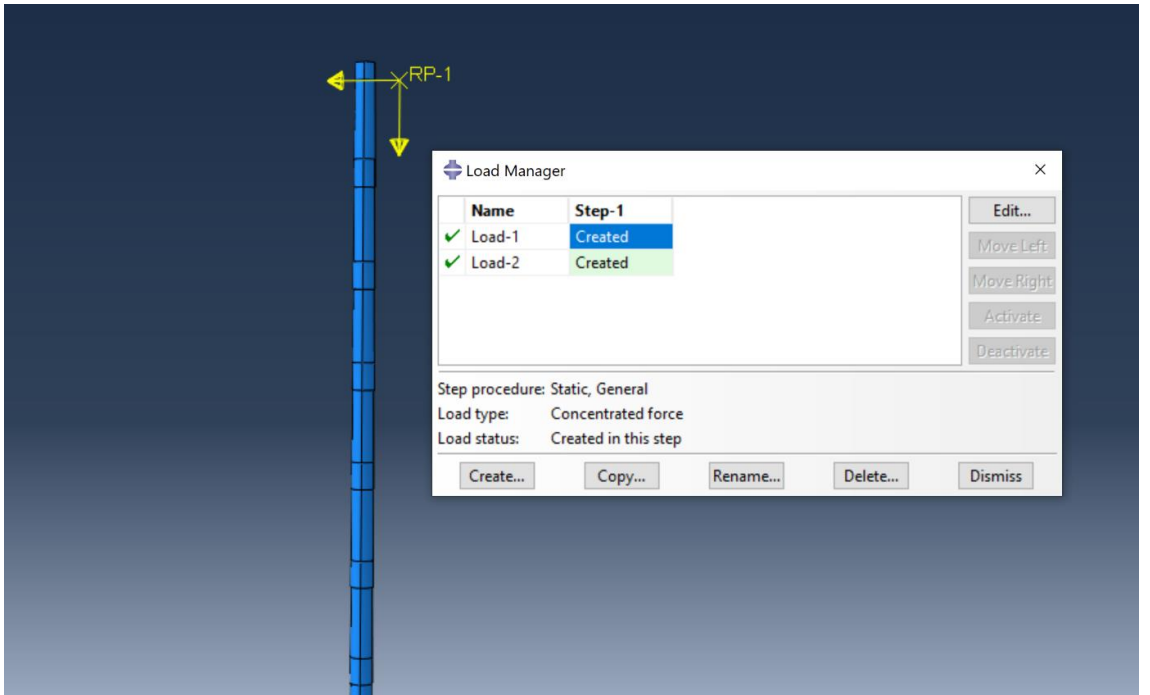 RP-1
Load Manager
Name Step-1
Load-1 Created
Load-2 Created
Edit...
Move Left
Move Right
Activate
Deactivate
Step procedure: Static, General
Load type: Concentrated force
Load status: Created in this step
Create... Copy... Rename... Delete... Dismiss